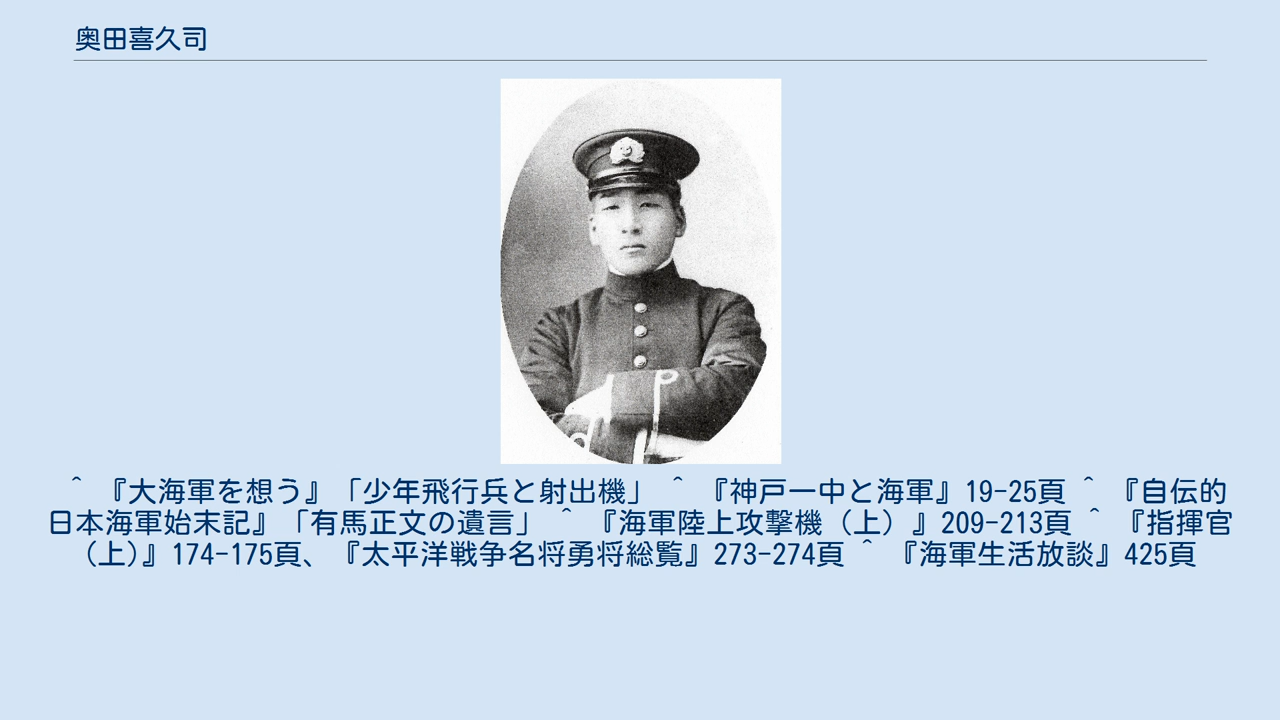 奥田喜久司
^ 『大海軍を想う』「少年飛行兵と射出機」 ^ 『神戸一中と海軍』19-25頁 ^ 『自伝的
日本海軍始末記』「有馬正文の遺言」 ^ 『海軍陸上攻撃機（上）』209-213頁 ^ 『指揮官
（上）』174-175頁、『太平洋戦争名将勇将総覧』273-274頁 ^ 『海軍生活放談』425頁